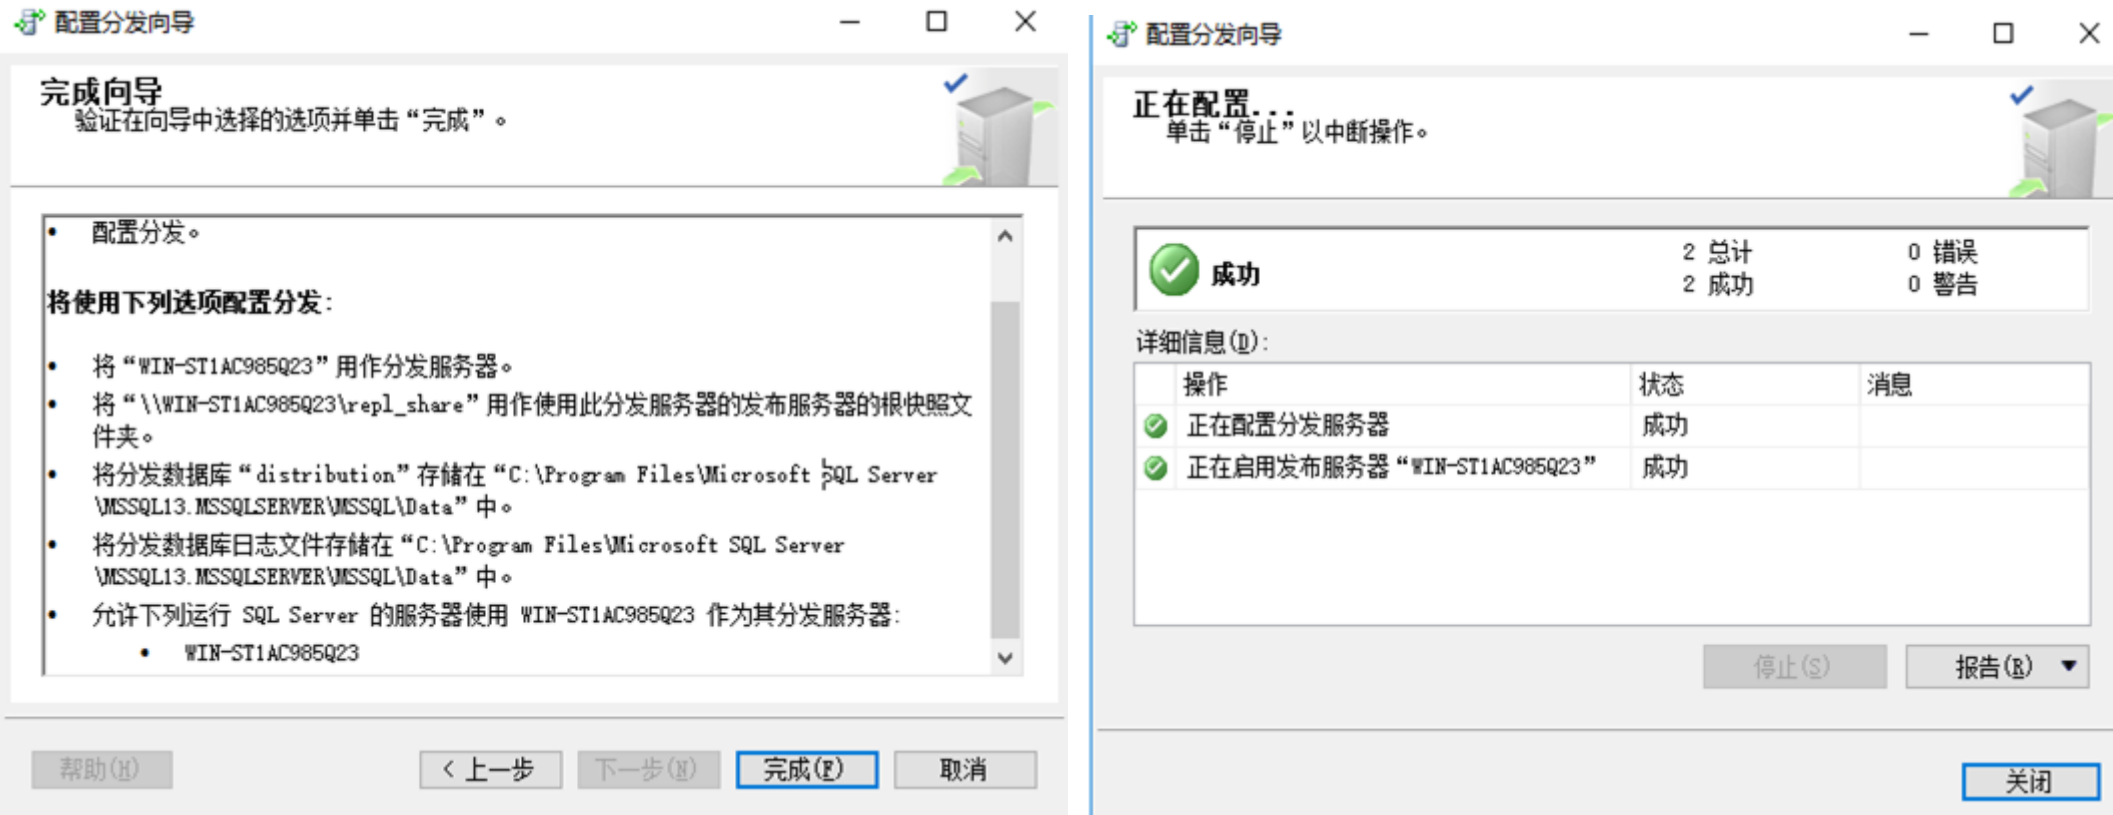 配置分发向导
完成向导
验证在向导中选择的选项并单击“完成”。
• 配置分发。
将使用下列选项配置分发:
• 将“WIN-ST1AC985Q23”用作分发服务器。
• 将“\\WIN-ST1AC985Q23\repl_share”用作使用此分发服务器的发布服务器的根快照文
件夹。
• 将分发数据库“distribution”存储在“C:\Program Files\Microsoft SQL Server
\MSSQL13.MSSQLSERVER\MSSQL\Data”中。
• 将分发数据库日志文件存储在“C:\Program Files\Microsoft SQL Server
\MSSQL13.MSSQLSERVER\MSSQL\Data”中。
• 允许下列运行 SQL Server 的服务器使用 WIN-ST1AC985Q23 作为其分发服务器:
• WIN-ST1AC985Q23
帮助(H)
< 上一步
下一步(N)
完成(F)
取消
配置分发向导
正在配置...
单击“停止”以中断操作。
成功
2 总计
0 错误
2 成功
0 警告
详细信息(D):
操作 状态 消息
正在配置分发服务器 成功
正在启用发布服务器“WIN-ST1AC985Q23” 成功
停止(S)
报告(R)
关闭